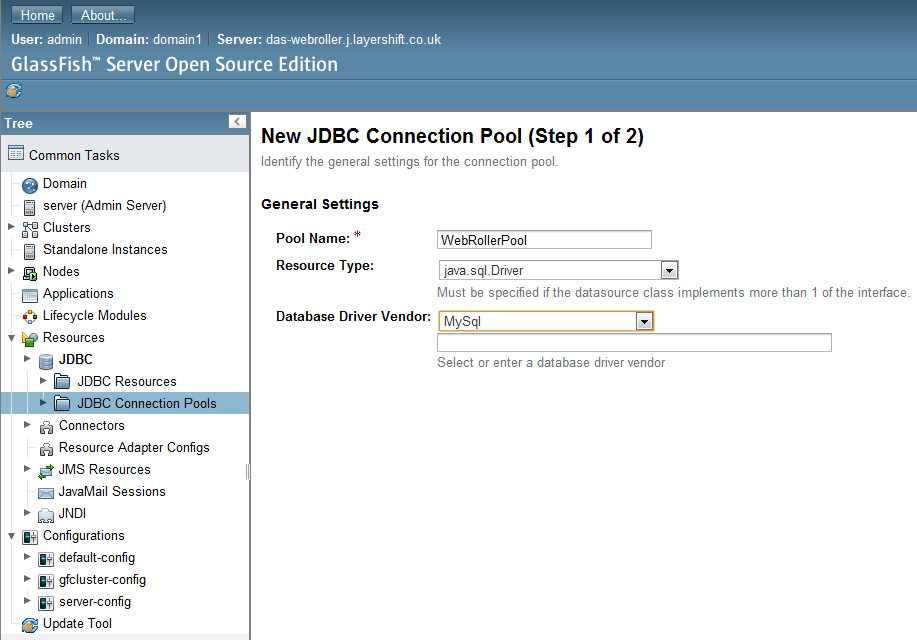 Home About...
User: admin Domain: domain1 Server: das-webroller.j.layershift.co.uk
GlassFish™ Server Open Source Edition
Tree
Common Tasks
Domain
server (Admin Server)
Clusters
Standalone Instances
Nodes
Applications
Lifecycle Modules
Resources
JDBC
JDBC Resources
JDBC Connection Pools
Connectors
Resource Adapter Configs
JMS Resources
JavaMail Sessions
JNDI
Configurations
default-config
gfcluster-config
server-config
Update Tool
New JDBC Connection Pool (Step 1 of 2)
Identify the general settings for the connection pool.
General Settings
Pool Name: * WebRollerPool
Resource Type: java.sql.Driver
Must be specified if the datasource class implements more than 1 of the interface.
Database Driver Vendor: MySql
Select or enter a database driver vendor